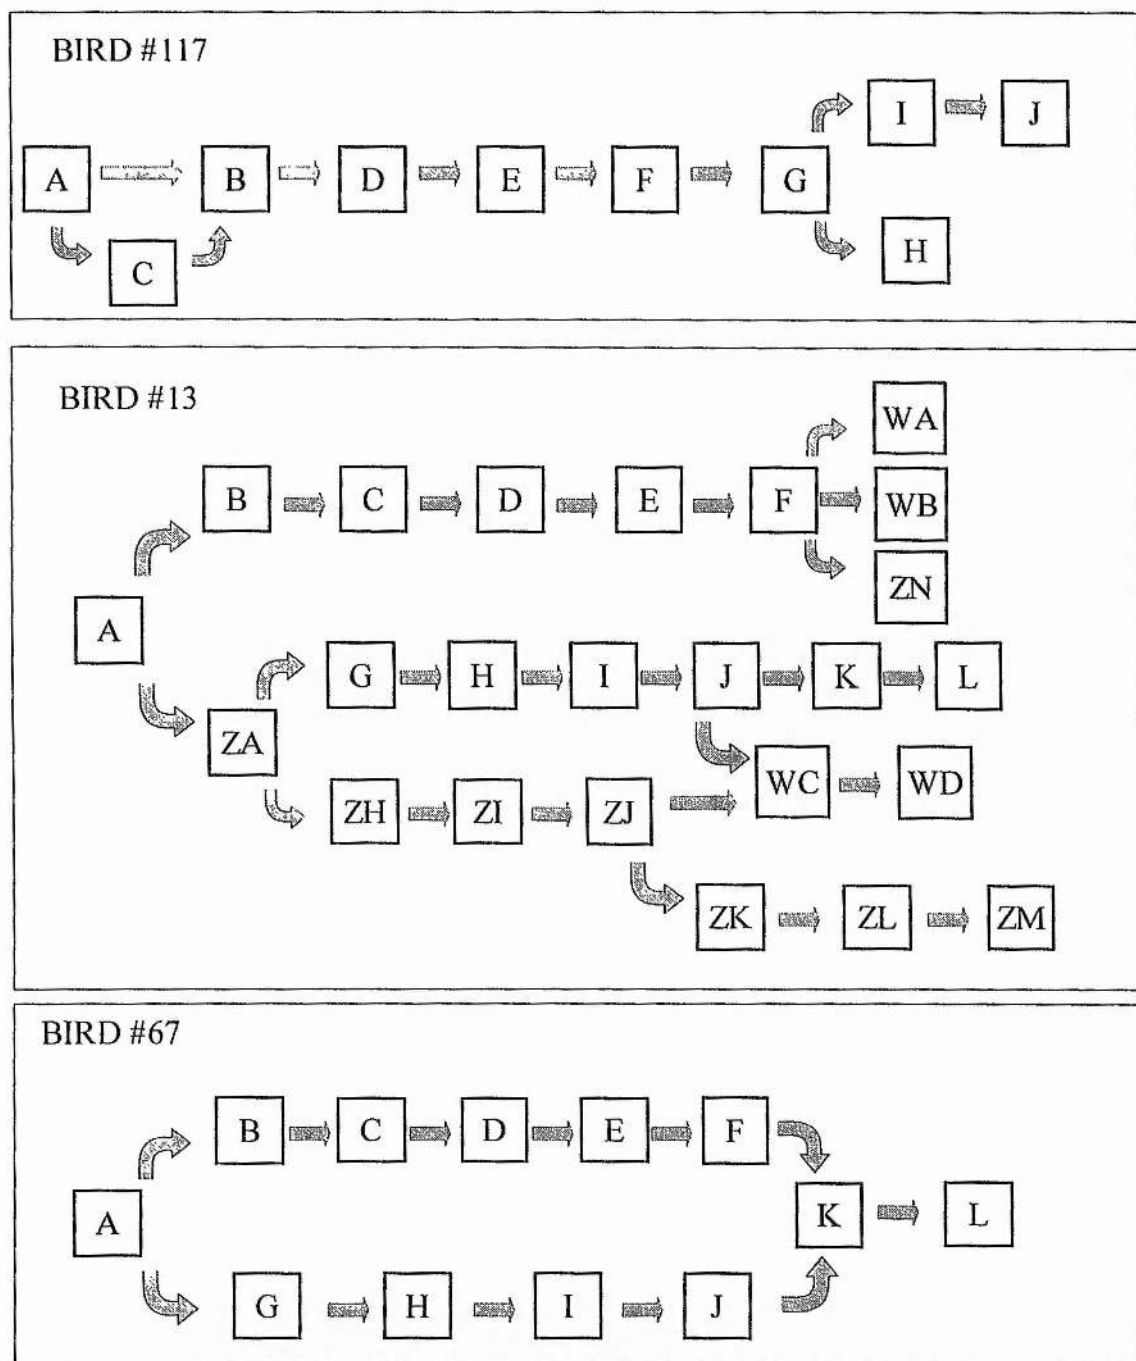 BIRD #117
I J
A B D E F G
C H
BIRD #13
WA
B C D E F WB
ZN
A
G H I J K L
ZA
WC WD
ZH ZI ZJ
ZK ZL ZM
BIRD #67
B C D E F
A K L
G H I J